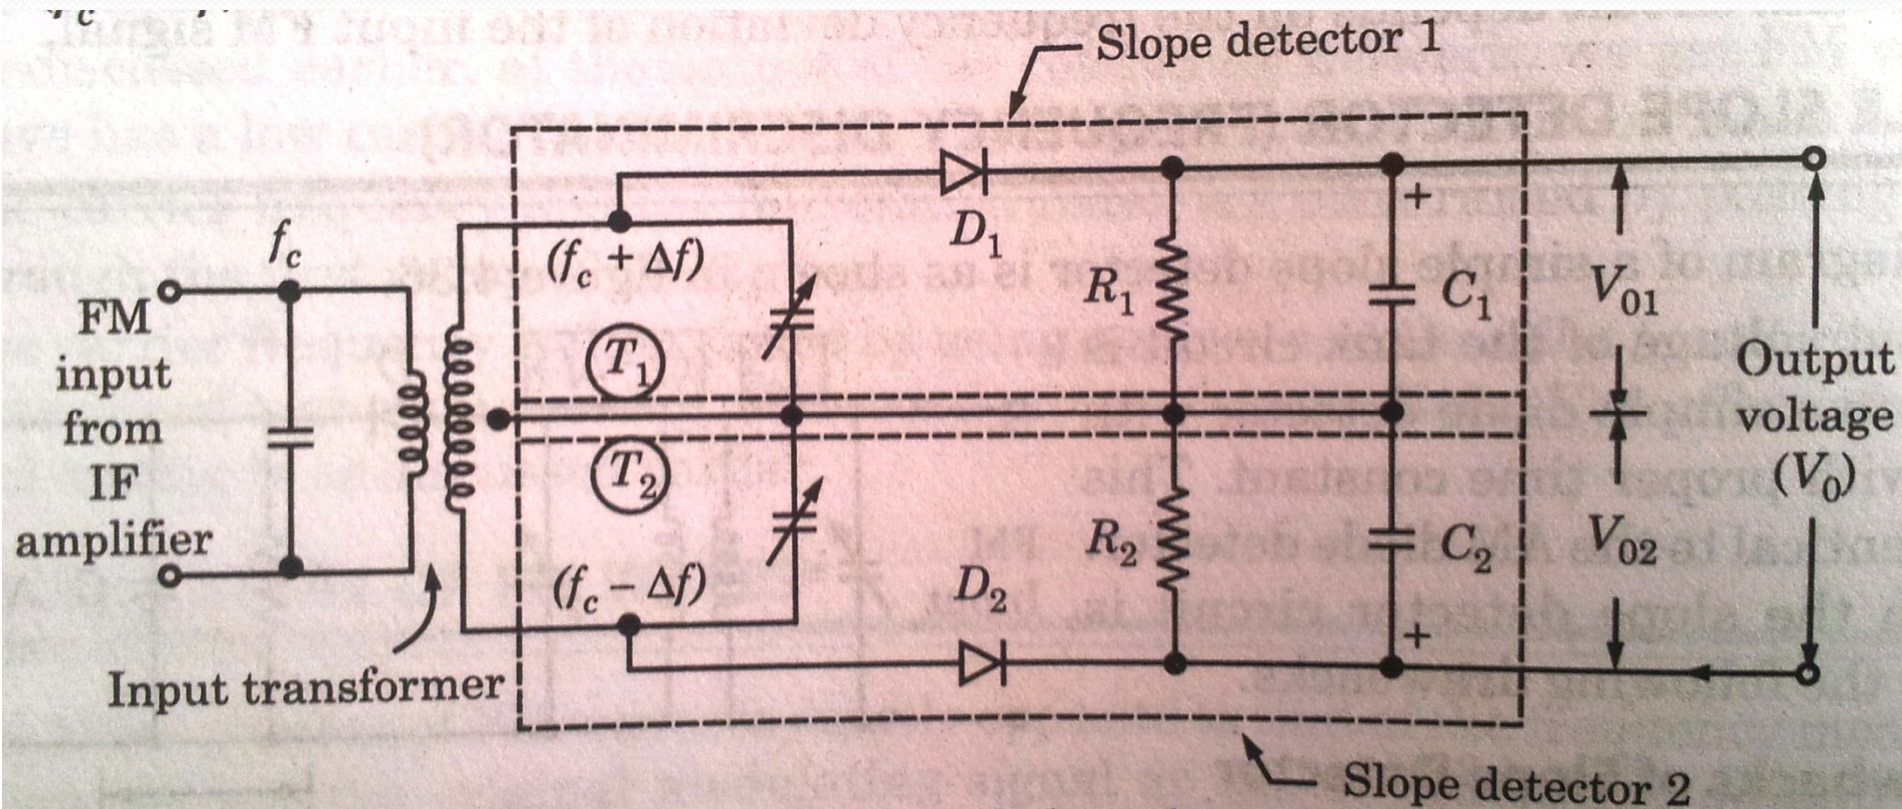 Slope detector 1
f_c
FM
input
from
IF
amplifier
(f_c + Δf)
D_1
T_1
R_1
+
C_1
V_01
Output
voltage
(V_0)
T_2
(f_c − Δf)
D_2
R_2
C_2
V_02
+
Input transformer
Slope detector 2